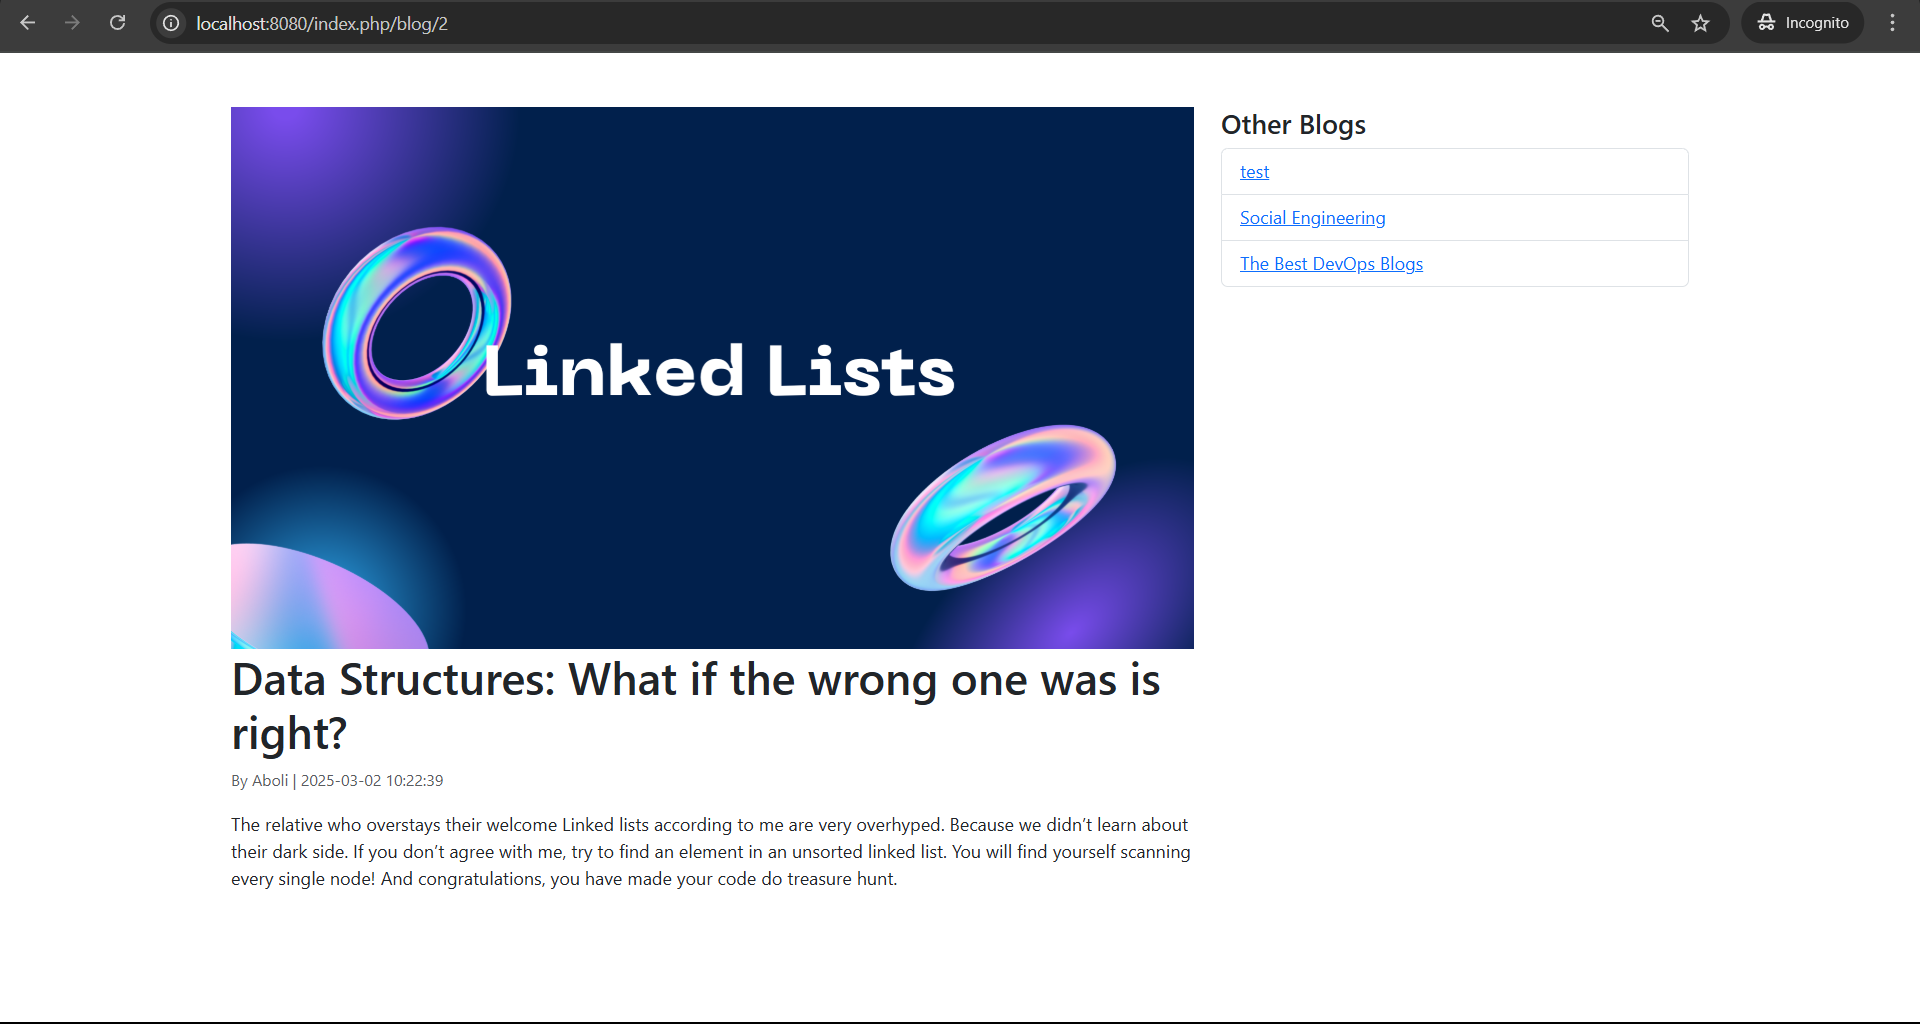 localhost:8080/index.php/blog/2
Incognito
Linked Lists
Data Structures: What if the wrong one was is
right?
By Aboli | 2025-03-02 10:22:39
The relative who overstays their welcome Linked lists according to me are very overhyped. Because we didn’t learn about
their dark side. If you don’t agree with me, try to find an element in an unsorted linked list. You will find yourself scanning
every single node! And congratulations, you have made your code do treasure hunt.
Other Blogs
test
Social Engineering
The Best DevOps Blogs